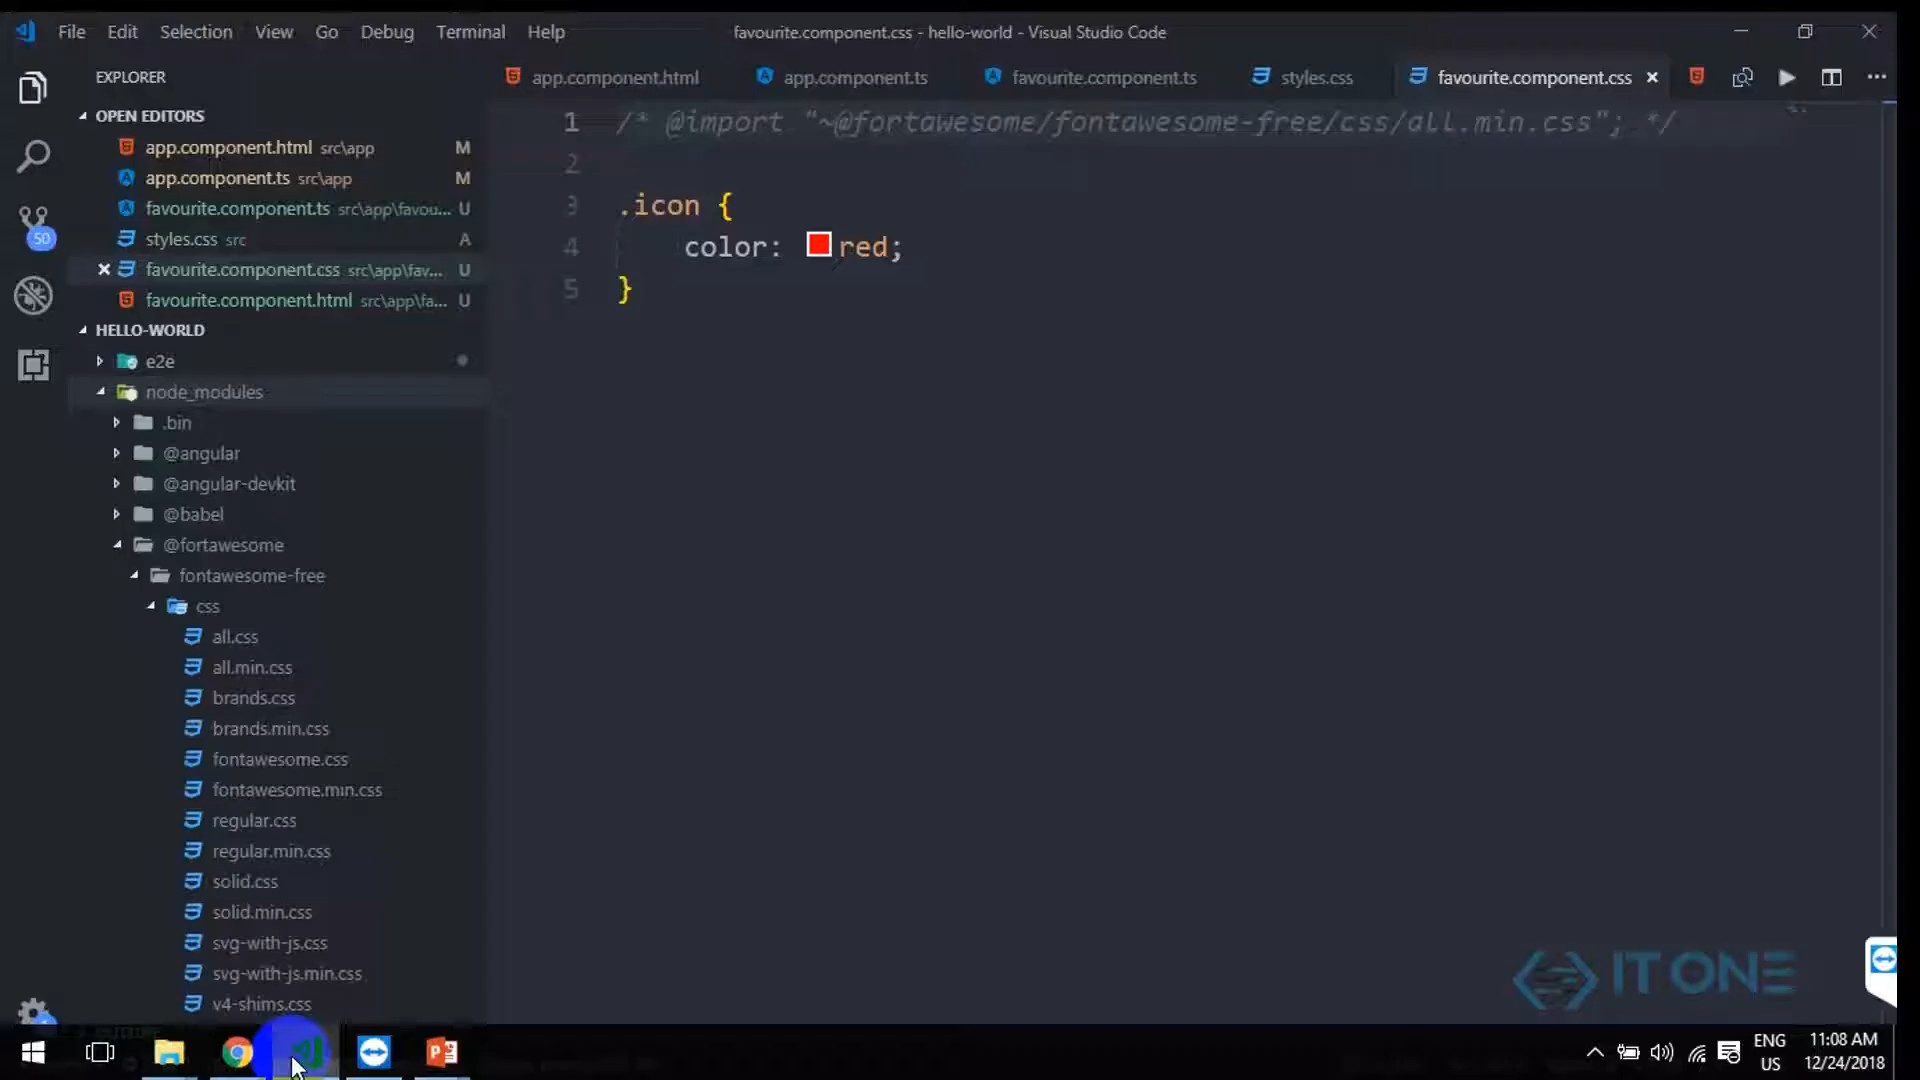 File Edit Selection View Go Debug Terminal Help
favourite.component.css - hello-world - Visual Studio Code
EXPLORER
app.component.html
app.component.ts
favourite.component.ts
styles.css
favourite.component.css
OPEN EDITORS
app.component.html src\app M
app.component.ts src\app M
favourite.component.ts src\app\favou... U
styles.css src A
favourite.component.css src\app\fav... U
favourite.component.html src\app\fa... U
50
HELLO-WORLD
e2e
node_modules
.bin
@angular
@angular-devkit
@babel
@fortawesome
fontawesome-free
css
all.css
all.min.css
brands.css
brands.min.css
fontawesome.css
fontawesome.min.css
regular.css
regular.min.css
solid.css
solid.min.css
svg-with-js.css
svg-with-js.min.css
v4-shims.css
1 /* @import "~@fortawesome/fontawesome-free/css/all.min.css"; */
2
3 .icon {
4 color: red;
5 }
IT ONE
ENG
US
11:08 AM
12/24/2018